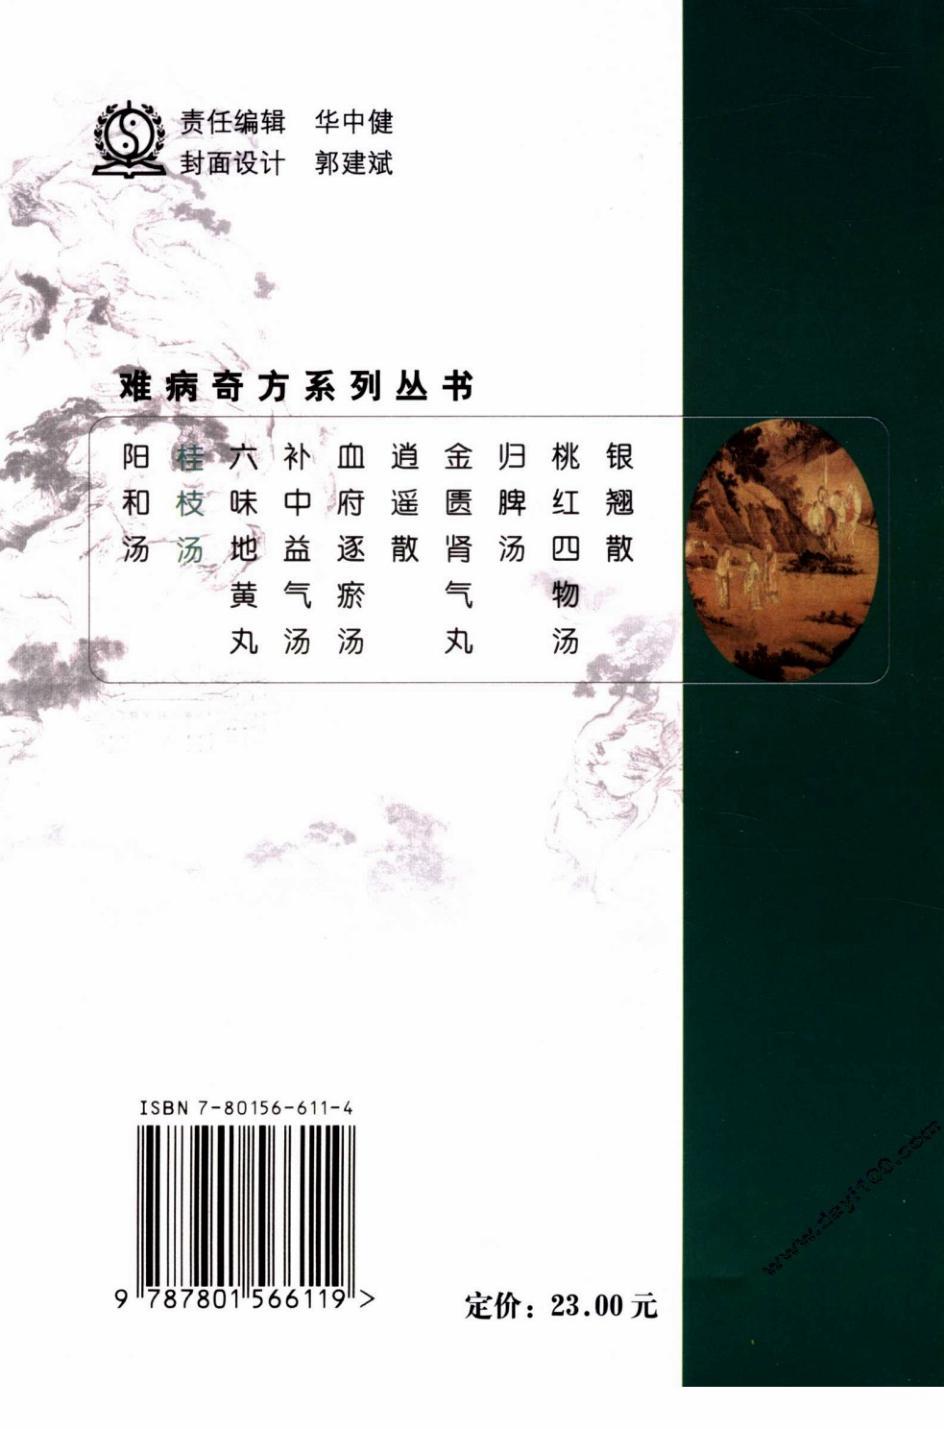 责任编辑 华中健
封面设计 郭建斌
难病奇方系列丛书
银翘散
桃红四物汤
归脾汤
金匮肾气丸
逍遥散
血府逐瘀汤
补中益气汤
六味地黄丸
桂枝汤
阳和汤
ISBN 7-80156-611-4
9 787801 566119 >
定价：23.00元
www.dayi100.com